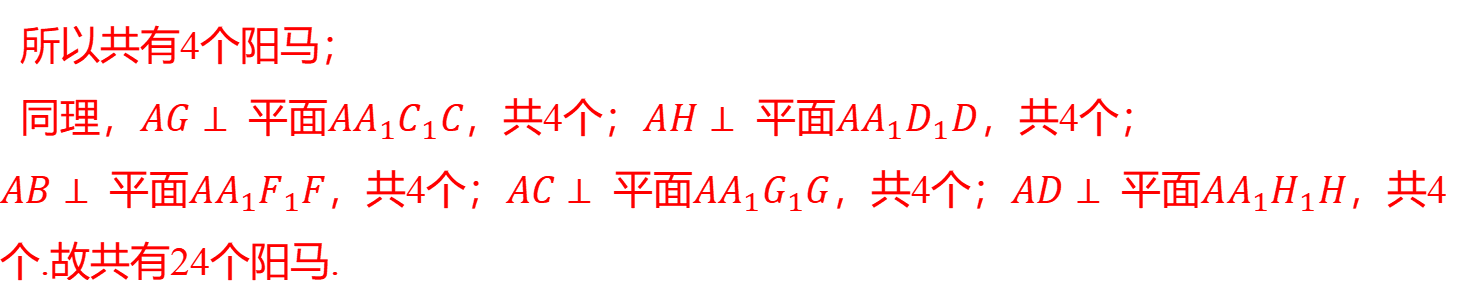 所以共有4个阳马；
同理，AG ⊥ 平面AA₁C₁C，共4个；AH ⊥ 平面AA₁D₁D，共4个；
AB ⊥ 平面AA₁F₁F，共4个；AC ⊥ 平面AA₁G₁G，共4个；AD ⊥ 平面AA₁H₁H，共4
个.故共有24个阳马.